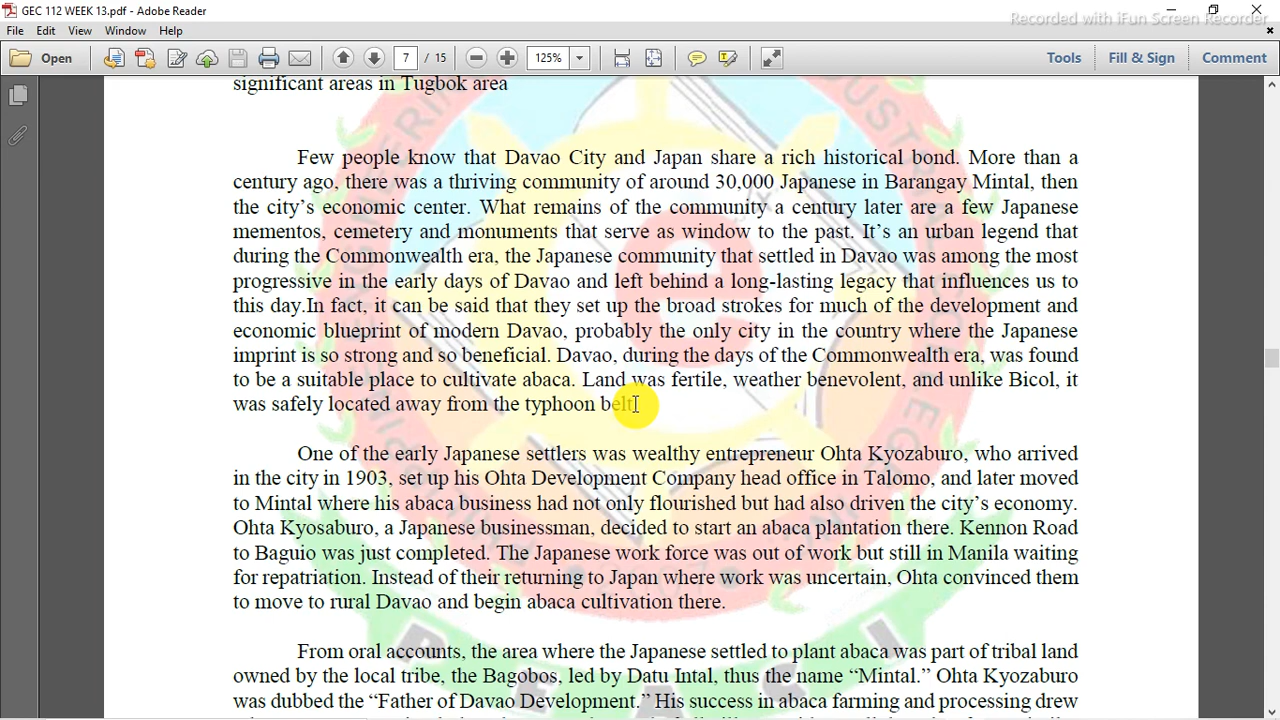 GEC 112 WEEK 13.pdf - Adobe Reader
Recorded with iFun Screen Recorder
File Edit View Window Help
Open 7 / 15 125% Tools Fill & Sign Comment
significant areas in Tugbok area
Few people know that Davao City and Japan share a rich historical bond. More than a
century ago, there was a thriving community of around 30,000 Japanese in Barangay Mintal, then
the city’s economic center. What remains of the community a century later are a few Japanese
mementos, cemetery and monuments that serve as window to the past. It’s an urban legend that
during the Commonwealth era, the Japanese community that settled in Davao was among the most
progressive in the early days of Davao and left behind a long-lasting legacy that influences us to
this day.In fact, it can be said that they set up the broad strokes for much of the development and
economic blueprint of modern Davao, probably the only city in the country where the Japanese
imprint is so strong and so beneficial. Davao, during the days of the Commonwealth era, was found
to be a suitable place to cultivate abaca. Land was fertile, weather benevolent, and unlike Bicol, it
was safely located away from the typhoon belt
One of the early Japanese settlers was wealthy entrepreneur Ohta Kyozaburo, who arrived
in the city in 1903, set up his Ohta Development Company head office in Talomo, and later moved
to Mintal where his abaca business had not only flourished but had also driven the city’s economy.
Ohta Kyosaburo, a Japanese businessman, decided to start an abaca plantation there. Kennon Road
to Baguio was just completed. The Japanese work force was out of work but still in Manila waiting
for repatriation. Instead of their returning to Japan where work was uncertain, Ohta convinced them
to move to rural Davao and begin abaca cultivation there.
From oral accounts, the area where the Japanese settled to plant abaca was part of tribal land
owned by the local tribe, the Bagobos, led by Datu Intal, thus the name “Mintal.” Ohta Kyozaburo
was dubbed the “Father of Davao Development.” His success in abaca farming and processing drew